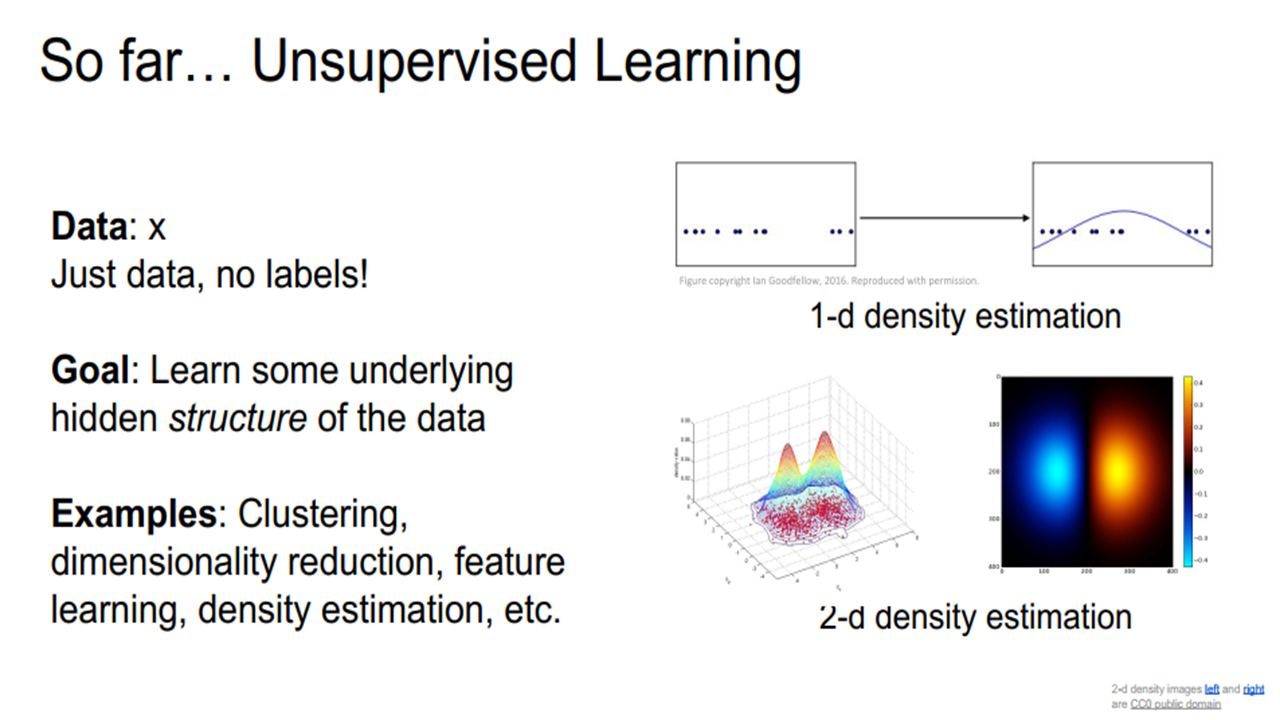 So far… Unsupervised Learning
Data: x
Just data, no labels!
Goal: Learn some underlying
hidden structure of the data
Examples: Clustering,
dimensionality reduction, feature
learning, density estimation, etc.
Figure copyright Ian Goodfellow, 2016. Reproduced with permission.
1-d density estimation
0
100
200
300
400
0 100 200 300 400
0.4
0.3
0.2
0.1
0.0
−0.1
−0.2
−0.3
−0.4
2-d density estimation
2-d density images left and right
are CC0 public domain